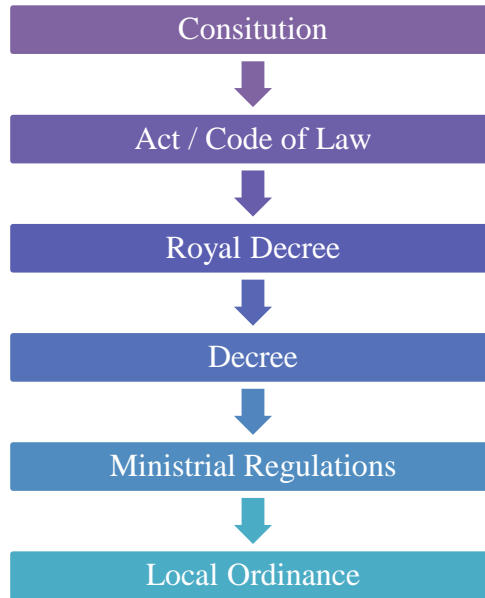 Consitution
Act / Code of Law
Royal Decree
Decree
Ministrial Regulations
Local Ordinance